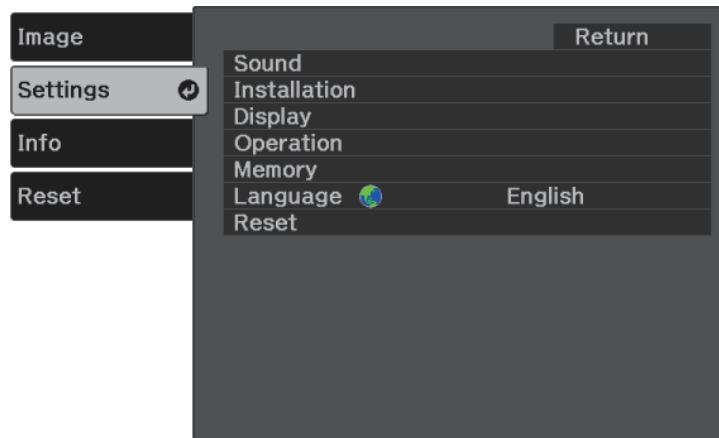 Image
Settings
Info
Reset
Return
Sound
Installation
Display
Operation
Memory
Language English
Reset